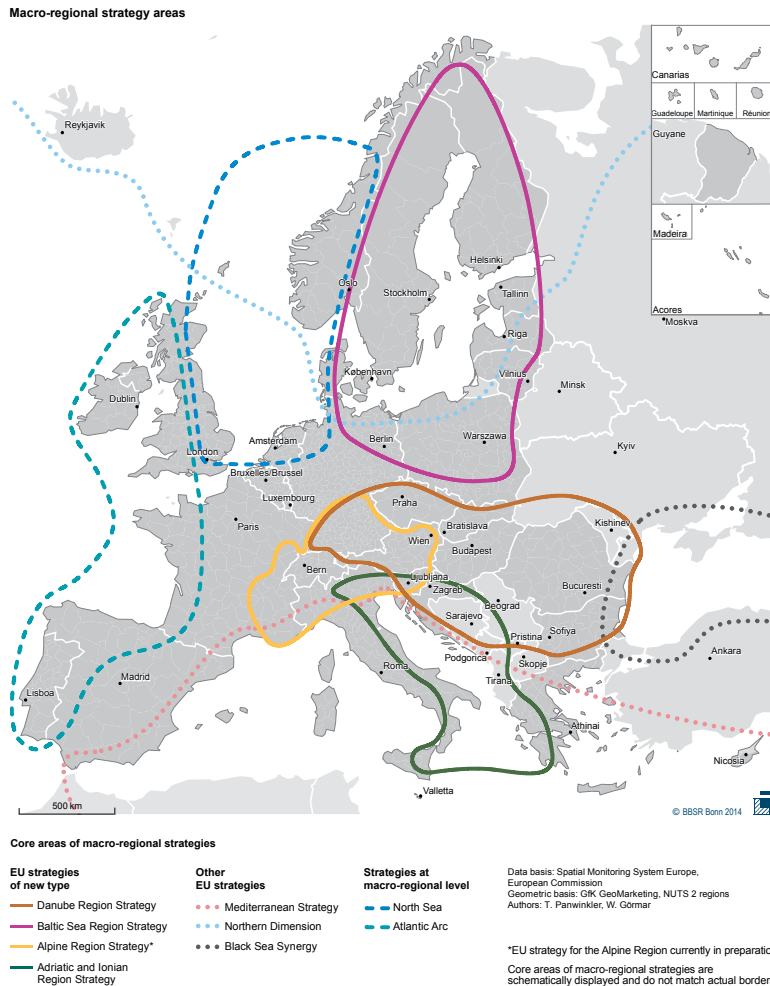 Macro-regional strategy areas
Canarias
Guadeloupe
Martinique
Réunion
Guyane
Madeira
Acores
Reykjavik
Helsinki
Oslo
Stockholm
Tallinn
Riga
Moskva
København
Vilnius
Minsk
Dublin
Amsterdam
Berlin
Warszawa
London
Kyiv
Bruxelles/Brussel
Luxembourg
Praha
Paris
Kishinev
Bratislava
Wien
Budapest
Bern
Ljubljana
Zagreb
Bucuresti
Beograd
Sarajevo
Pristina
Sofiya
Podgorica
Skopje
Ankara
Roma
Tirana
Madrid
Lisboa
Athinai
Nicosia
Valletta
500 km
© BBSR Bonn 2014
Core areas of macro-regional strategies
EU strategies
of new type
Danube Region Strategy
Baltic Sea Region Strategy
Alpine Region Strategy*
Adriatic and Ionian
Region Strategy
Other
EU strategies
Mediterranean Strategy
Northern Dimension
Black Sea Synergy
Strategies at
macro-regional level
North Sea
Atlantic Arc
Data basis: Spatial Monitoring System Europe,
European Commission
Geometric basis: GfK GeoMarketing, NUTS 2 regions
Authors: T. Panwinkler, W. Görmar
*EU strategy for the Alpine Region currently in preparatio
Core areas of macro-regional strategies are
schematically displayed and do not match actual border